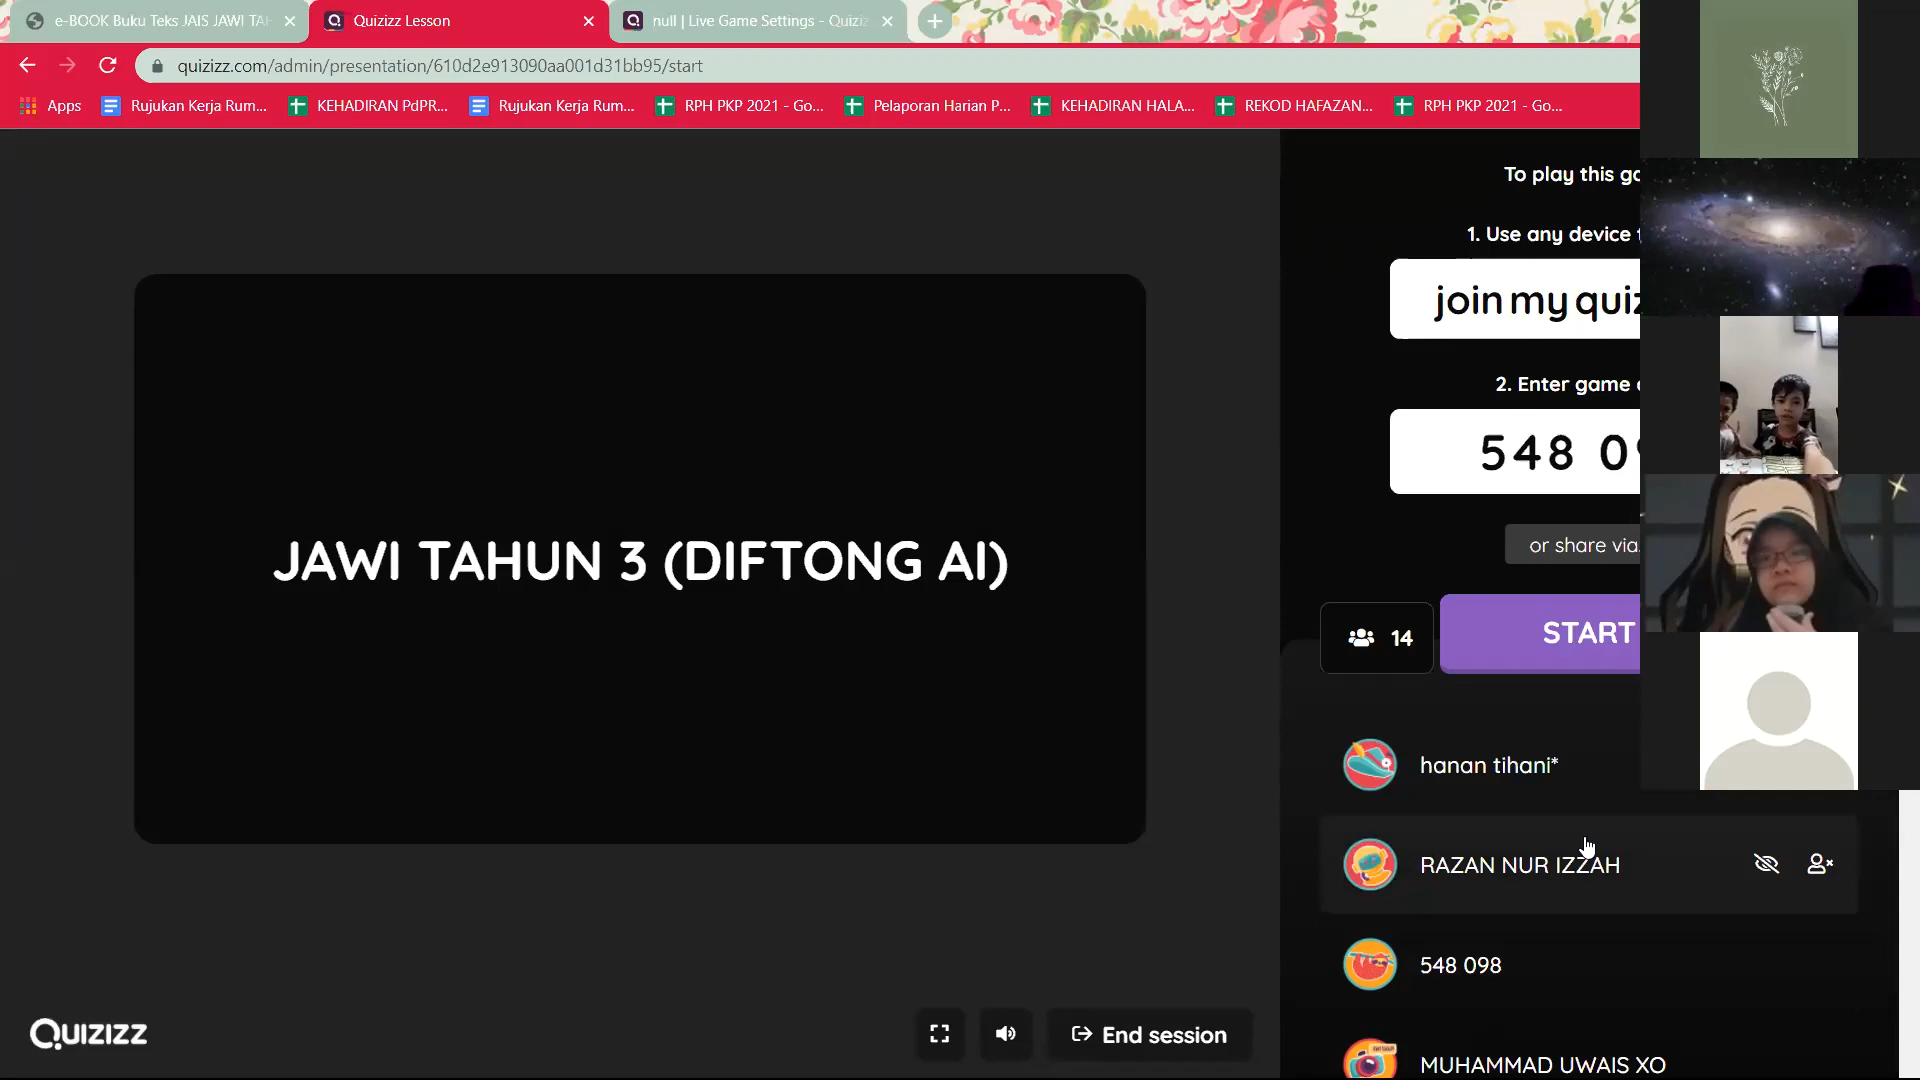 e-BOOK Buku Teks JAIS JAWI TAH
Quizizz Lesson
null | Live Game Settings - Quiziz
quizizz.com/admin/presentation/610d2e913090aa001d31bb95/start
Apps
Rujukan Kerja Rum...
KEHADIRAN PdPR...
Rujukan Kerja Rum...
RPH PKP 2021 - Go...
Pelaporan Harian P...
KEHADIRAN HALA...
REKOD HAFAZAN...
RPH PKP 2021 - Go...
JAWI TAHUN 3 (DIFTONG AI)
To play this ga
1. Use any device t
join my quiz
2. Enter game
548 09
or share via.
14
START
hanan tihani*
RAZAN NUR IZZAH
548 098
MUHAMMAD UWAIS XO
QUIZIZZ
End session